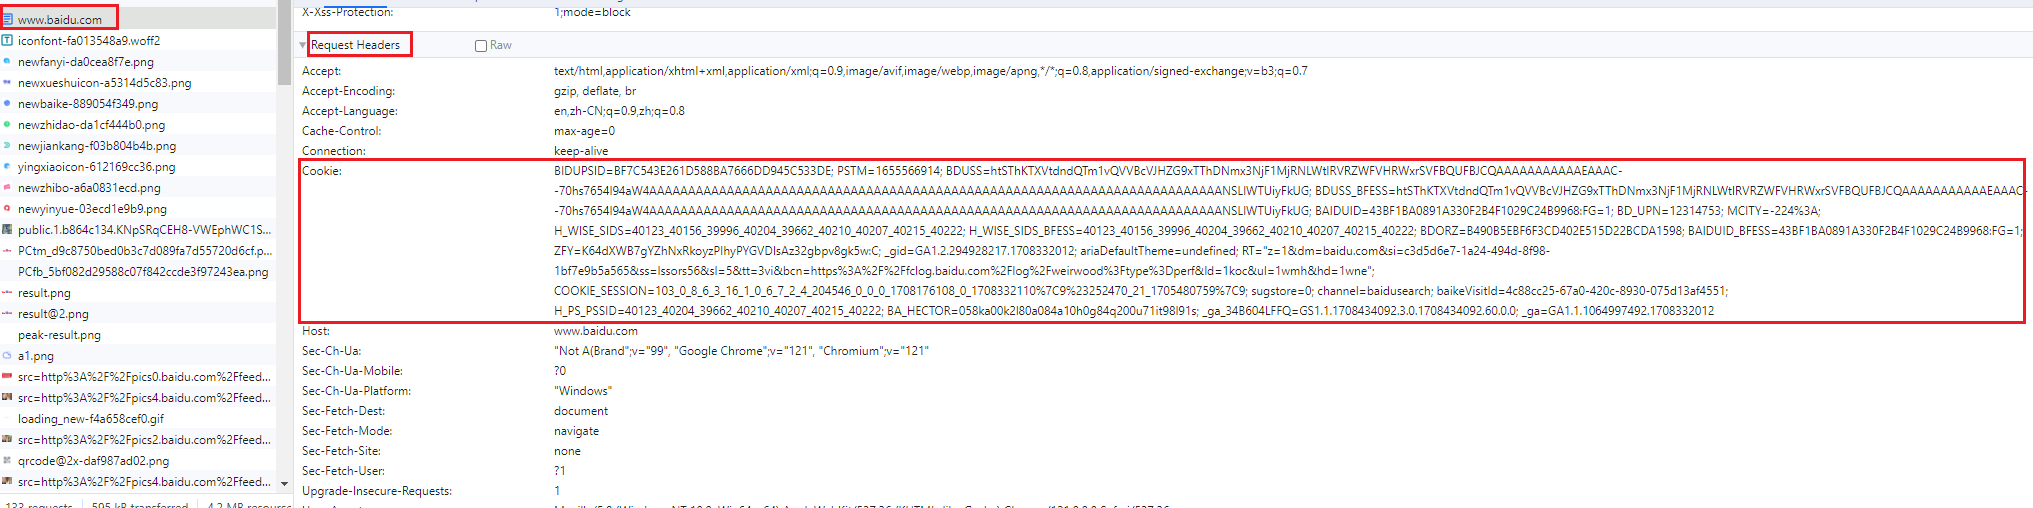 www.baidu.com
iconfont-fa013548a9.woff2
newfanyi-da0cea8f7e.png
newxueshuicon-a5314d5c83.png
newbaike-889054f349.png
newzhidao-da1cf444b0.png
newjiankang-f03b804b4b.png
yingxiaoicon-612169cc36.png
newzhibo-a6a0831ecd.png
newyinyue-03ecd1e9b9.png
public.1.b864c134.KNpSRqCEH8-VWEphWC1S...
PCtm_d9c8750bed0b3c7d089fa7d55720d6cf.p...
PCfb_5bf082d29588c07f842ccde3f97243ea.png
result.png
result@2.png
peak-result.png
a1.png
src=http%3A%2F%2Fpics0.baidu.com%2Ffeed...
src=http%3A%2F%2Fpics4.baidu.com%2Ffeed...
loading_new-f4a658cef0.gif
src=http%3A%2F%2Fpics2.baidu.com%2Ffeed...
qrcode@2x-daf987ad02.png
src=http%3A%2F%2Fpics4.baidu.com%2Ffeed...
133 requests 595 kB transferred 4.2 MB resource
X-Xss-Protection: 1;mode=block
Request Headers Raw
Accept: text/html,application/xhtml+xml,application/xml;q=0.9,image/avif,image/webp,image/apng,*/*;q=0.8,application/signed-exchange;v=b3;q=0.7
Accept-Encoding: gzip, deflate, br
Accept-Language: en,zh-CN;q=0.9,zh;q=0.8
Cache-Control: max-age=0
Connection: keep-alive
Cookie: BIDUPSID=BF7C543E261D588BA7666DD945C533DE; PSTM=1655566914;
BAIDUID=43BF1BA0891A330F2B4F1029C24B9968:FG=1; BD_UPN=12314753; MCITY=-224%3A;
H_WISE_SIDS=40123_40156_39996_40204_39662_40210_40207_40215_40222; H_WISE_SIDS_BFESS=40123_40156_39996_40204_39662_40210_40207_40215_40222; BDORZ=B490B5EBF6F3CD402E515D22BCDA1598; BAIDUID_BFESS=43BF1BA0891A330F2B4F1029C24B9968:FG=1;
_gid=GA1.2.294928217.1708332012; ariaDefaultTheme=undefined; RT="z=1&dm=baidu.com&si=c3d5d6e7-1a24-494d-8f98-
1bf7e9b5a565&ss=lssors56&sl=5&tt=3vi&bcn=https%3A%2F%2Ffclog.baidu.com%2Flog%2Fweirwood%3Ftype%3Dperf&ld=1koc&ul=1wmh&hd=1wne";
COOKIE_SESSION=103_0_8_6_3_16_1_0_6_7_2_4_204546_0_0_0_1708176108_0_1708332110%7C9%23252470_21_1705480759%7C9; sugstore=0; channel=baidusearch; baikeVisitId=4c88cc25-67a0-420c-8930-075d13af4551;
H_PS_PSSID=40123_40204_39662_40210_40207_40215_40222; BA_HECTOR=058ka00k2l80a084a10h0g84q200u71it98l91s; _ga_34B604LFFQ=GS1.1.1708434092.3.0.1708434092.60.0.0; _ga=GA1.1.1064997492.1708332012
Host: www.baidu.com
Sec-Ch-Ua: "Not A(Brand";v="99", "Google Chrome";v="121", "Chromium";v="121"
Sec-Ch-Ua-Mobile: ?0
Sec-Ch-Ua-Platform: "Windows"
Sec-Fetch-Dest: document
Sec-Fetch-Mode: navigate
Sec-Fetch-Site: none
Sec-Fetch-User: ?1
Upgrade-Insecure-Requests: 1